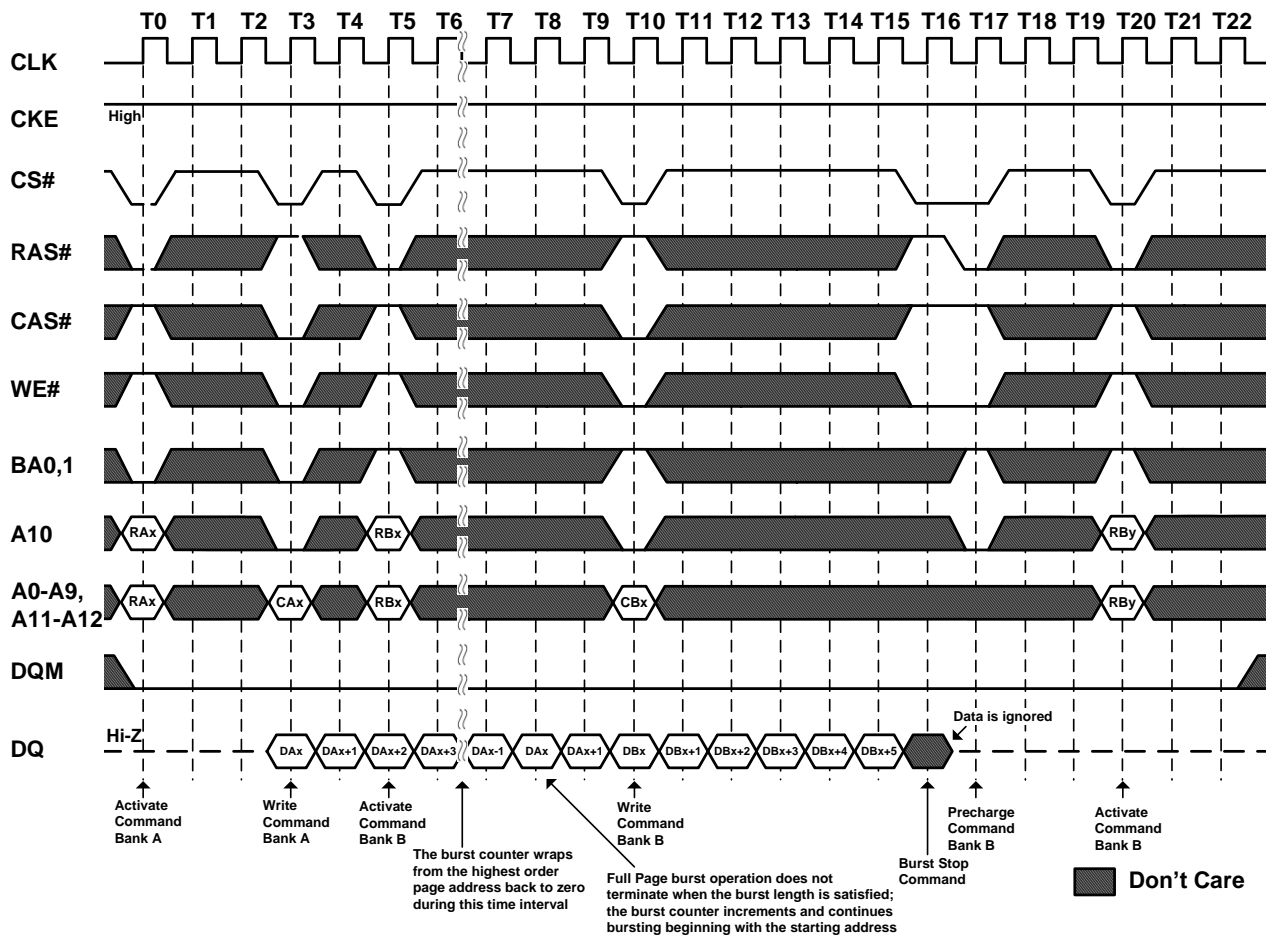 T0 T1 T2 T3 T4 T5 T6 T7 T8 T9 T10 T11 T12 T13 T14 T15 T16 T17 T18 T19 T20 T21 T22
CLK
CKE High
CS#
RAS#
CAS#
WE#
BA0,1
A10 RAx RBx RBy
A0-A9,
A11-A12 RAx CAx RBx CBx RBy
DQM
DQ Hi-Z DAx DAx+1 DAx+2 DAx+3 DAx-1 DAx DAx+1 DBx DBx+1 DBx+2 DBx+3 DBx+4 DBx+5
Data is ignored
Activate
Command
Bank A
Write
Command
Bank A
Activate
Command
Bank B
The burst counter wraps
from the highest order
page address back to zero
during this time interval
Full Page burst operation does not
terminate when the burst length is satisfied;
the burst counter increments and continues
bursting beginning with the starting address
Write
Command
Bank B
Burst Stop
Command
Precharge
Command
Bank B
Activate
Command
Bank B
Don't Care